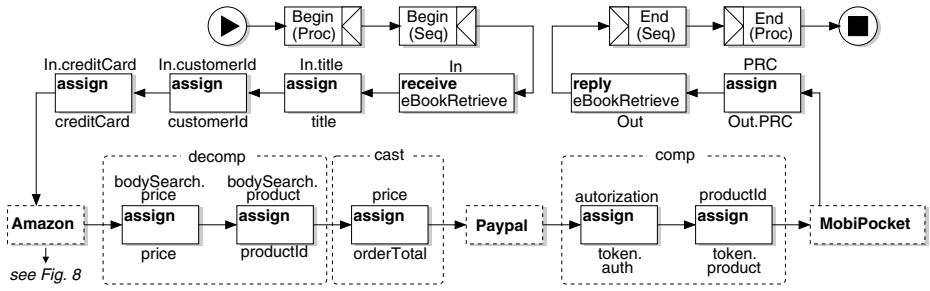 Begin
(Proc)
Begin
(Seq)
End
(Seq)
End
(Proc)
In.creditCard
assign
creditCard
In.customerId
assign
customerId
In.title
assign
title
In
receive
eBookRetrieve
reply
eBookRetrieve
Out
PRC
assign
Out.PRC
decomp
cast
comp
Amazon
see Fig. 8
bodySearch.
price
assign
price
bodySearch.
product
assign
productId
price
assign
orderTotal
Paypal
autorization
assign
token.
auth
productId
assign
token.
product
MobiPocket